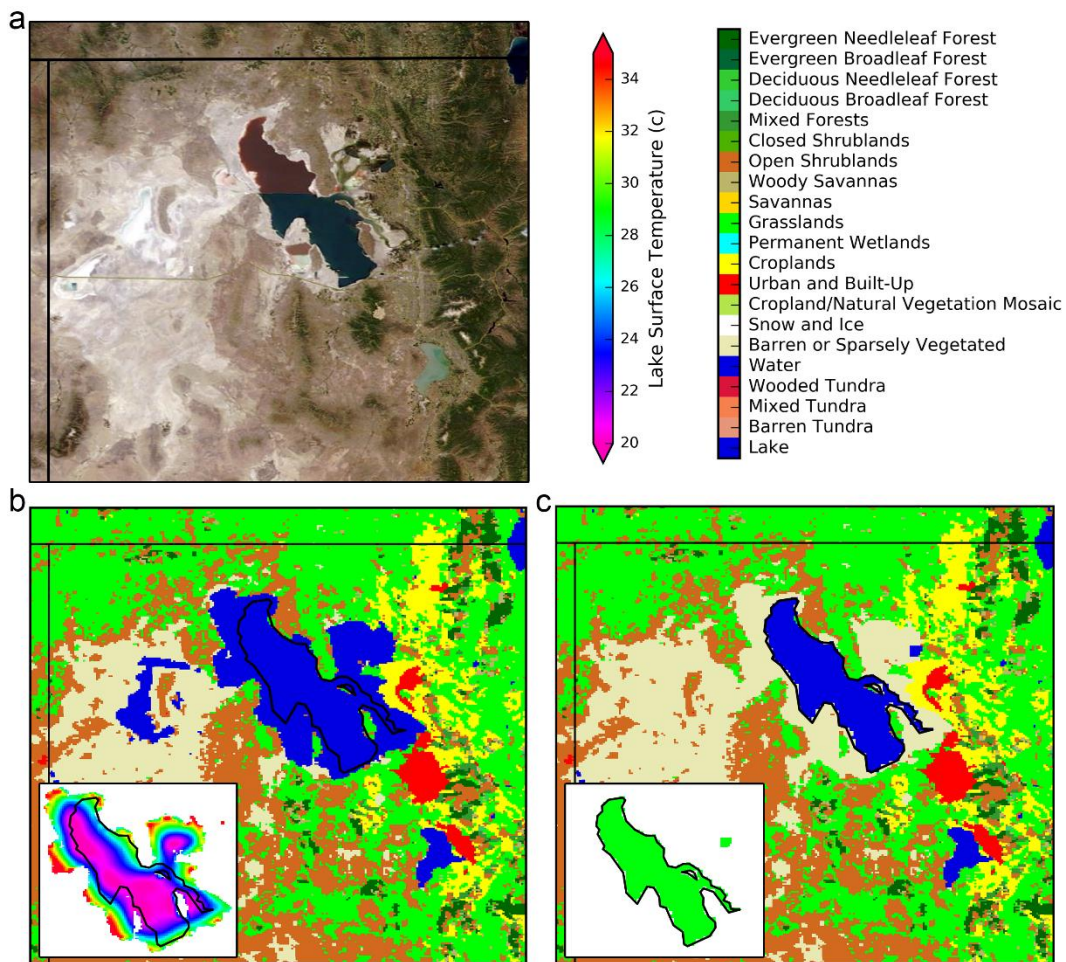 a
34
32
30
28
26
24
22
20
Lake Surface Temperature (c)
Evergreen Needleleaf Forest
Evergreen Broadleaf Forest
Deciduous Needleleaf Forest
Deciduous Broadleaf Forest
Mixed Forests
Closed Shrublands
Open Shrublands
Woody Savannas
Savannas
Grasslands
Permanent Wetlands
Croplands
Urban and Built-Up
Cropland/Natural Vegetation Mosaic
Snow and Ice
Barren or Sparsely Vegetated
Water
Wooded Tundra
Mixed Tundra
Barren Tundra
Lake
b
c